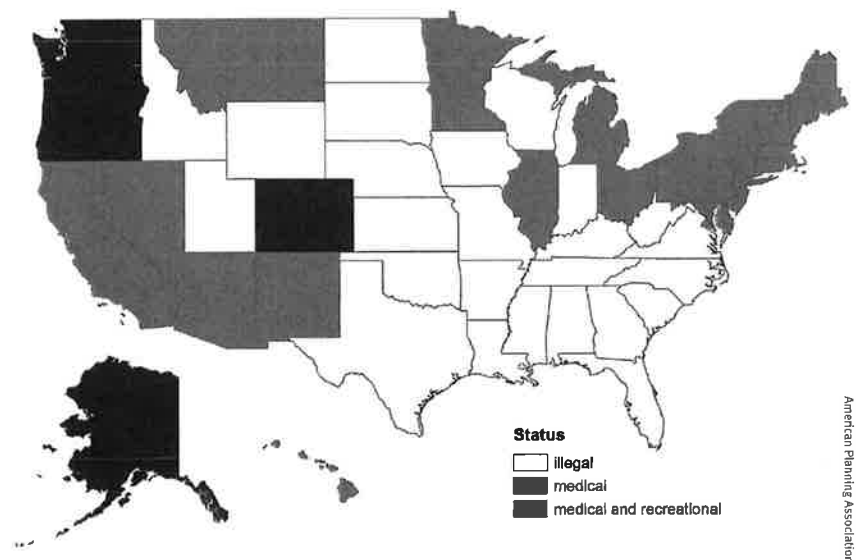 Status
illegal
medical
medical and recreational
American Planning Association